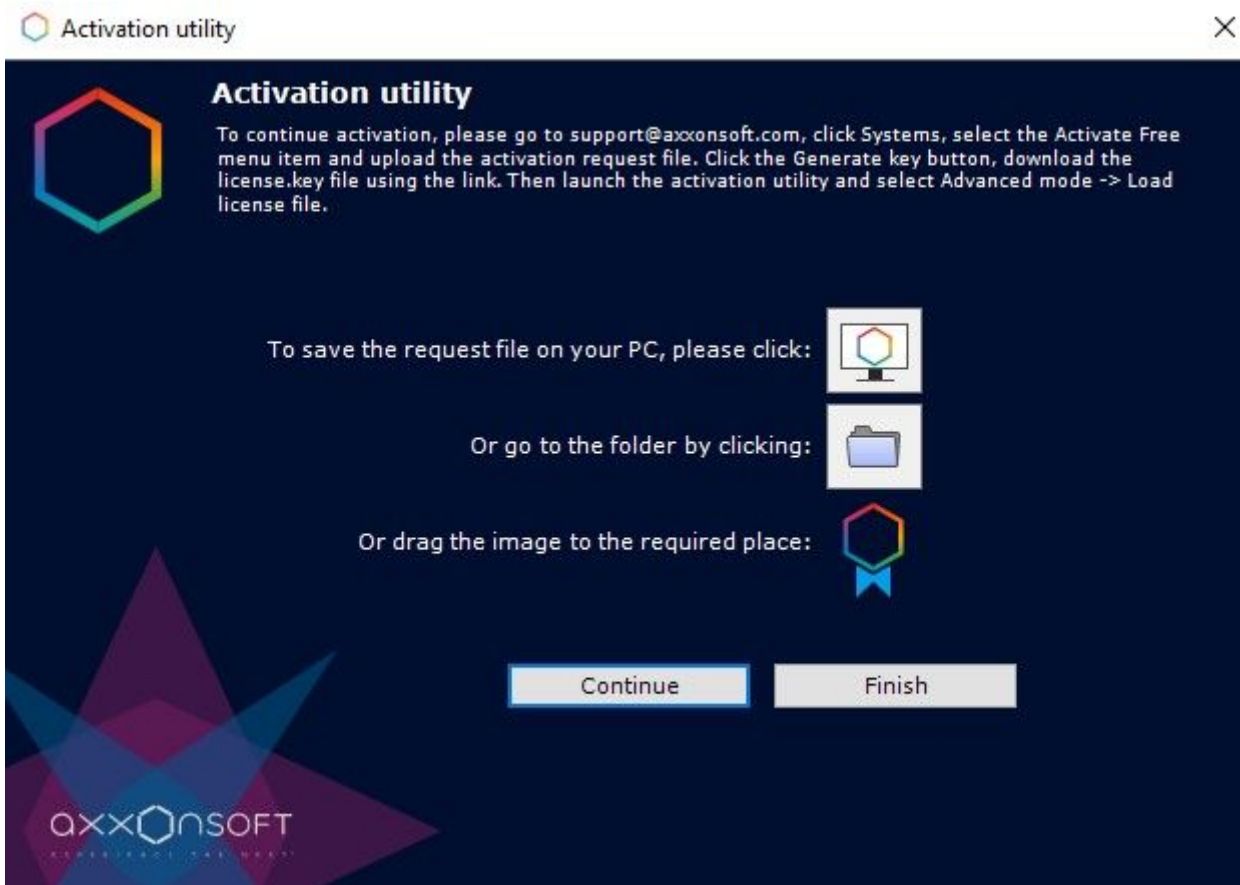 Activation utility
Activation utility
To continue activation, please go to support@axxonsoft.com, click Systems, select the Activate Free
menu item and upload the activation request file. Click the Generate key button, download the
license.key file using the link. Then launch the activation utility and select Advanced mode -> Load
license file.
To save the request file on your PC, please click:
Or go to the folder by clicking:
Or drag the image to the required place:
Continue
Finish
axxonsoft
EXPERIENCE THE NEXT